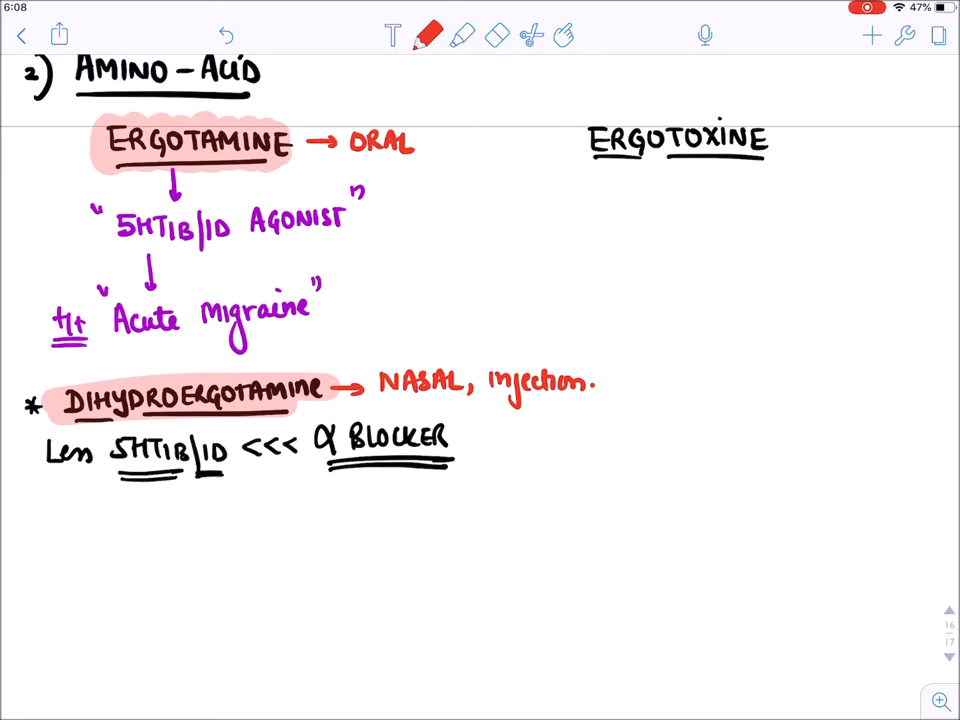 6:08
47%
2) AMINO-ACID
ERGOTAMINE → ORAL
ERGOTOXINE
"5HT1B/1D AGONIST"
"Acute Migraine"
* DIHYDROERGOTAMINE → NASAL, injection.
Less 5HT1B/1D <<< α BLOCKER
16
17